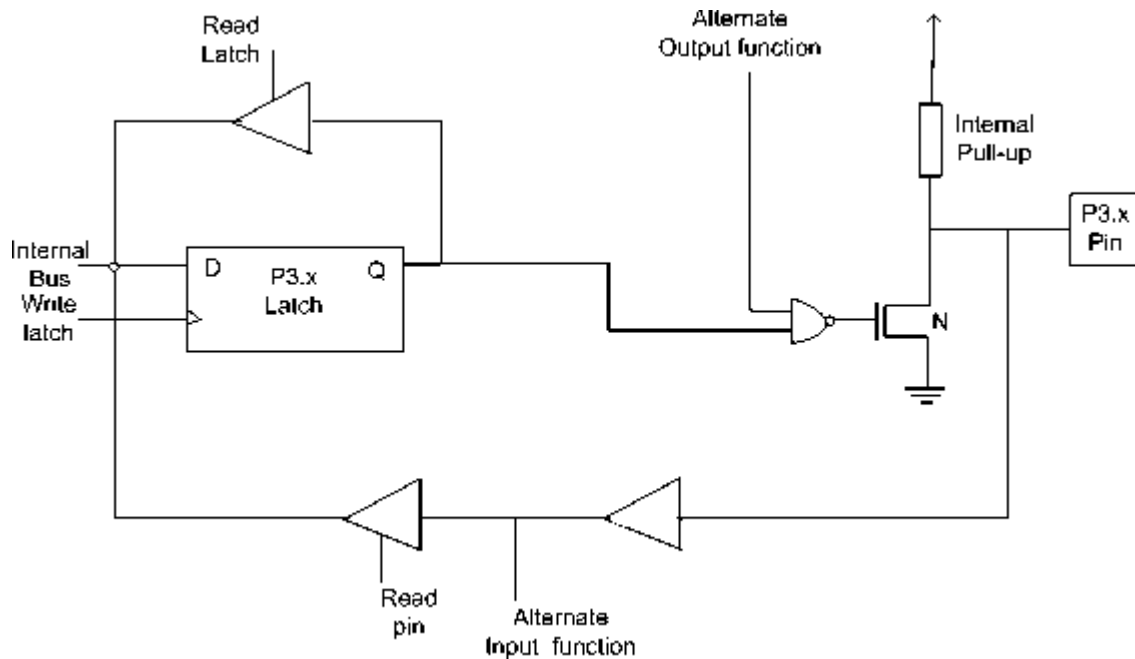 Read
Latch
Alternate
Output function
Internal
Pull-up
P3.x
Pin
Internal
Bus
Write
latch
D
P3.x
Latch
Q
N
Read
pin
Alternate
Input function